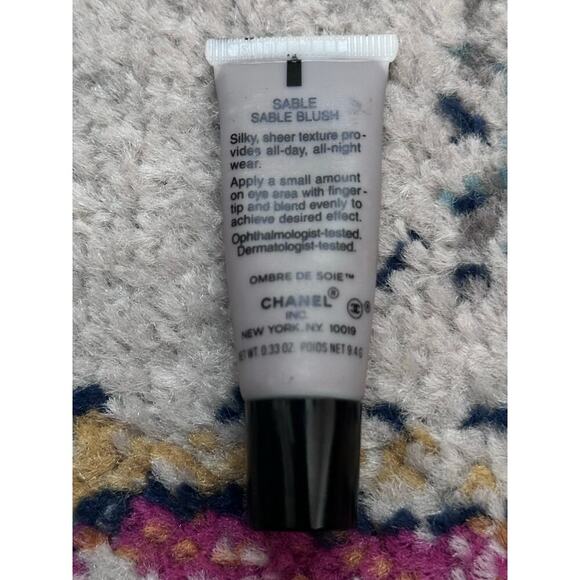 SABLE
SABLE BLUSH
Silky, sheer texture pro-
vides all-day, all-night
wear.
Apply a small amount
on eye area with finger-
tip and blend evenly to
achieve desired effect.
Ophthalmologist-tested.
Dermatologist-tested.
OMBRE DE SOIE™
CHANEL®
INC.
®
NEW YORK, N.Y. 10019
NET WT. 0.33 OZ. POIDS NET 9.4 G